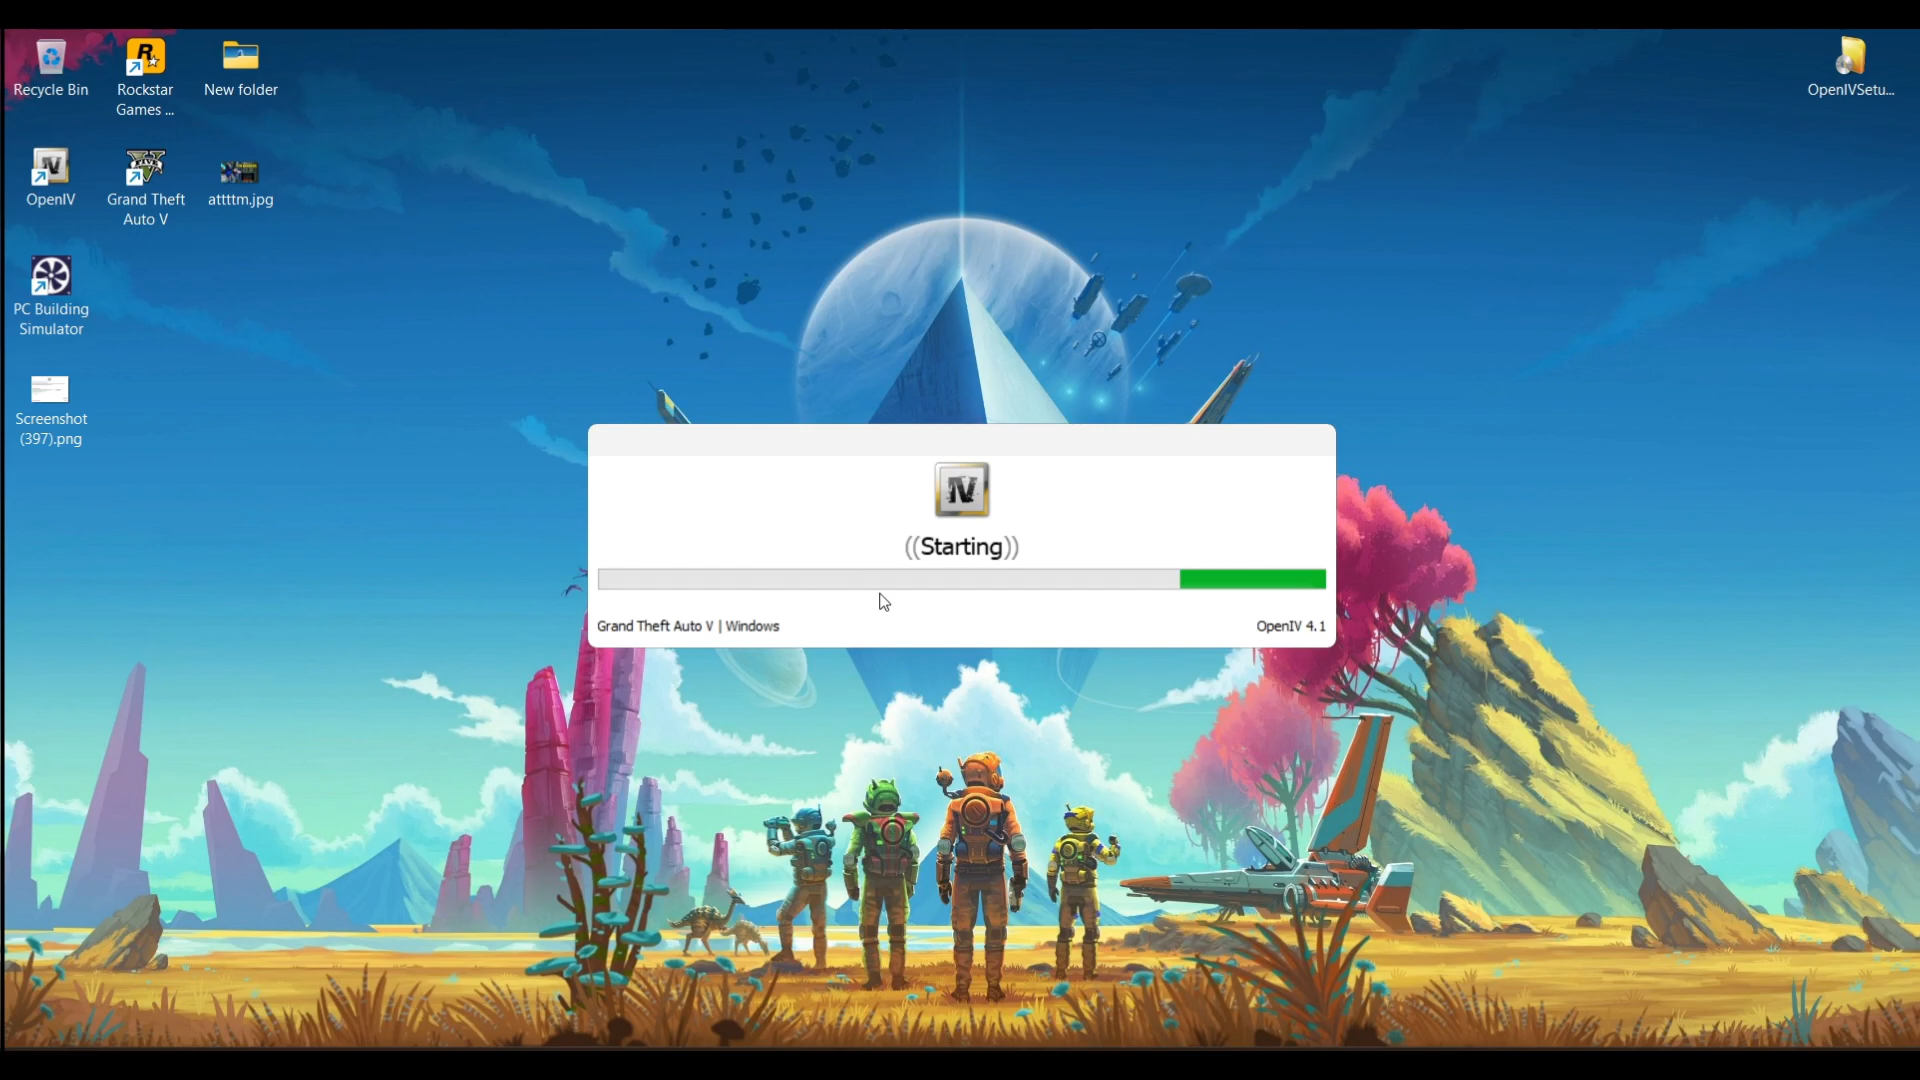 Recycle Bin
Rockstar
Games ...
New folder
OpenIVSetu...
OpenIV
Grand Theft
Auto V
attttm.jpg
PC Building
Simulator
Screenshot
(397).png
IV
((Starting))
Grand Theft Auto V | Windows
OpenIV 4.1